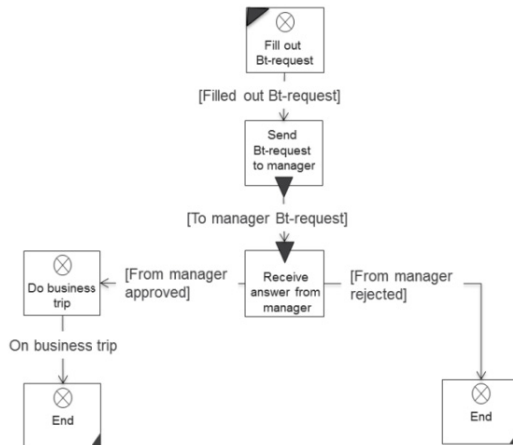 Fill out
Bt-request
[Filled out Bt-request]
Send
Bt-request
to manager
[To manager Bt-request]
Do business
trip
[From manager
approved]
Receive
answer from
manager
[From manager
rejected]
On business trip
End
End